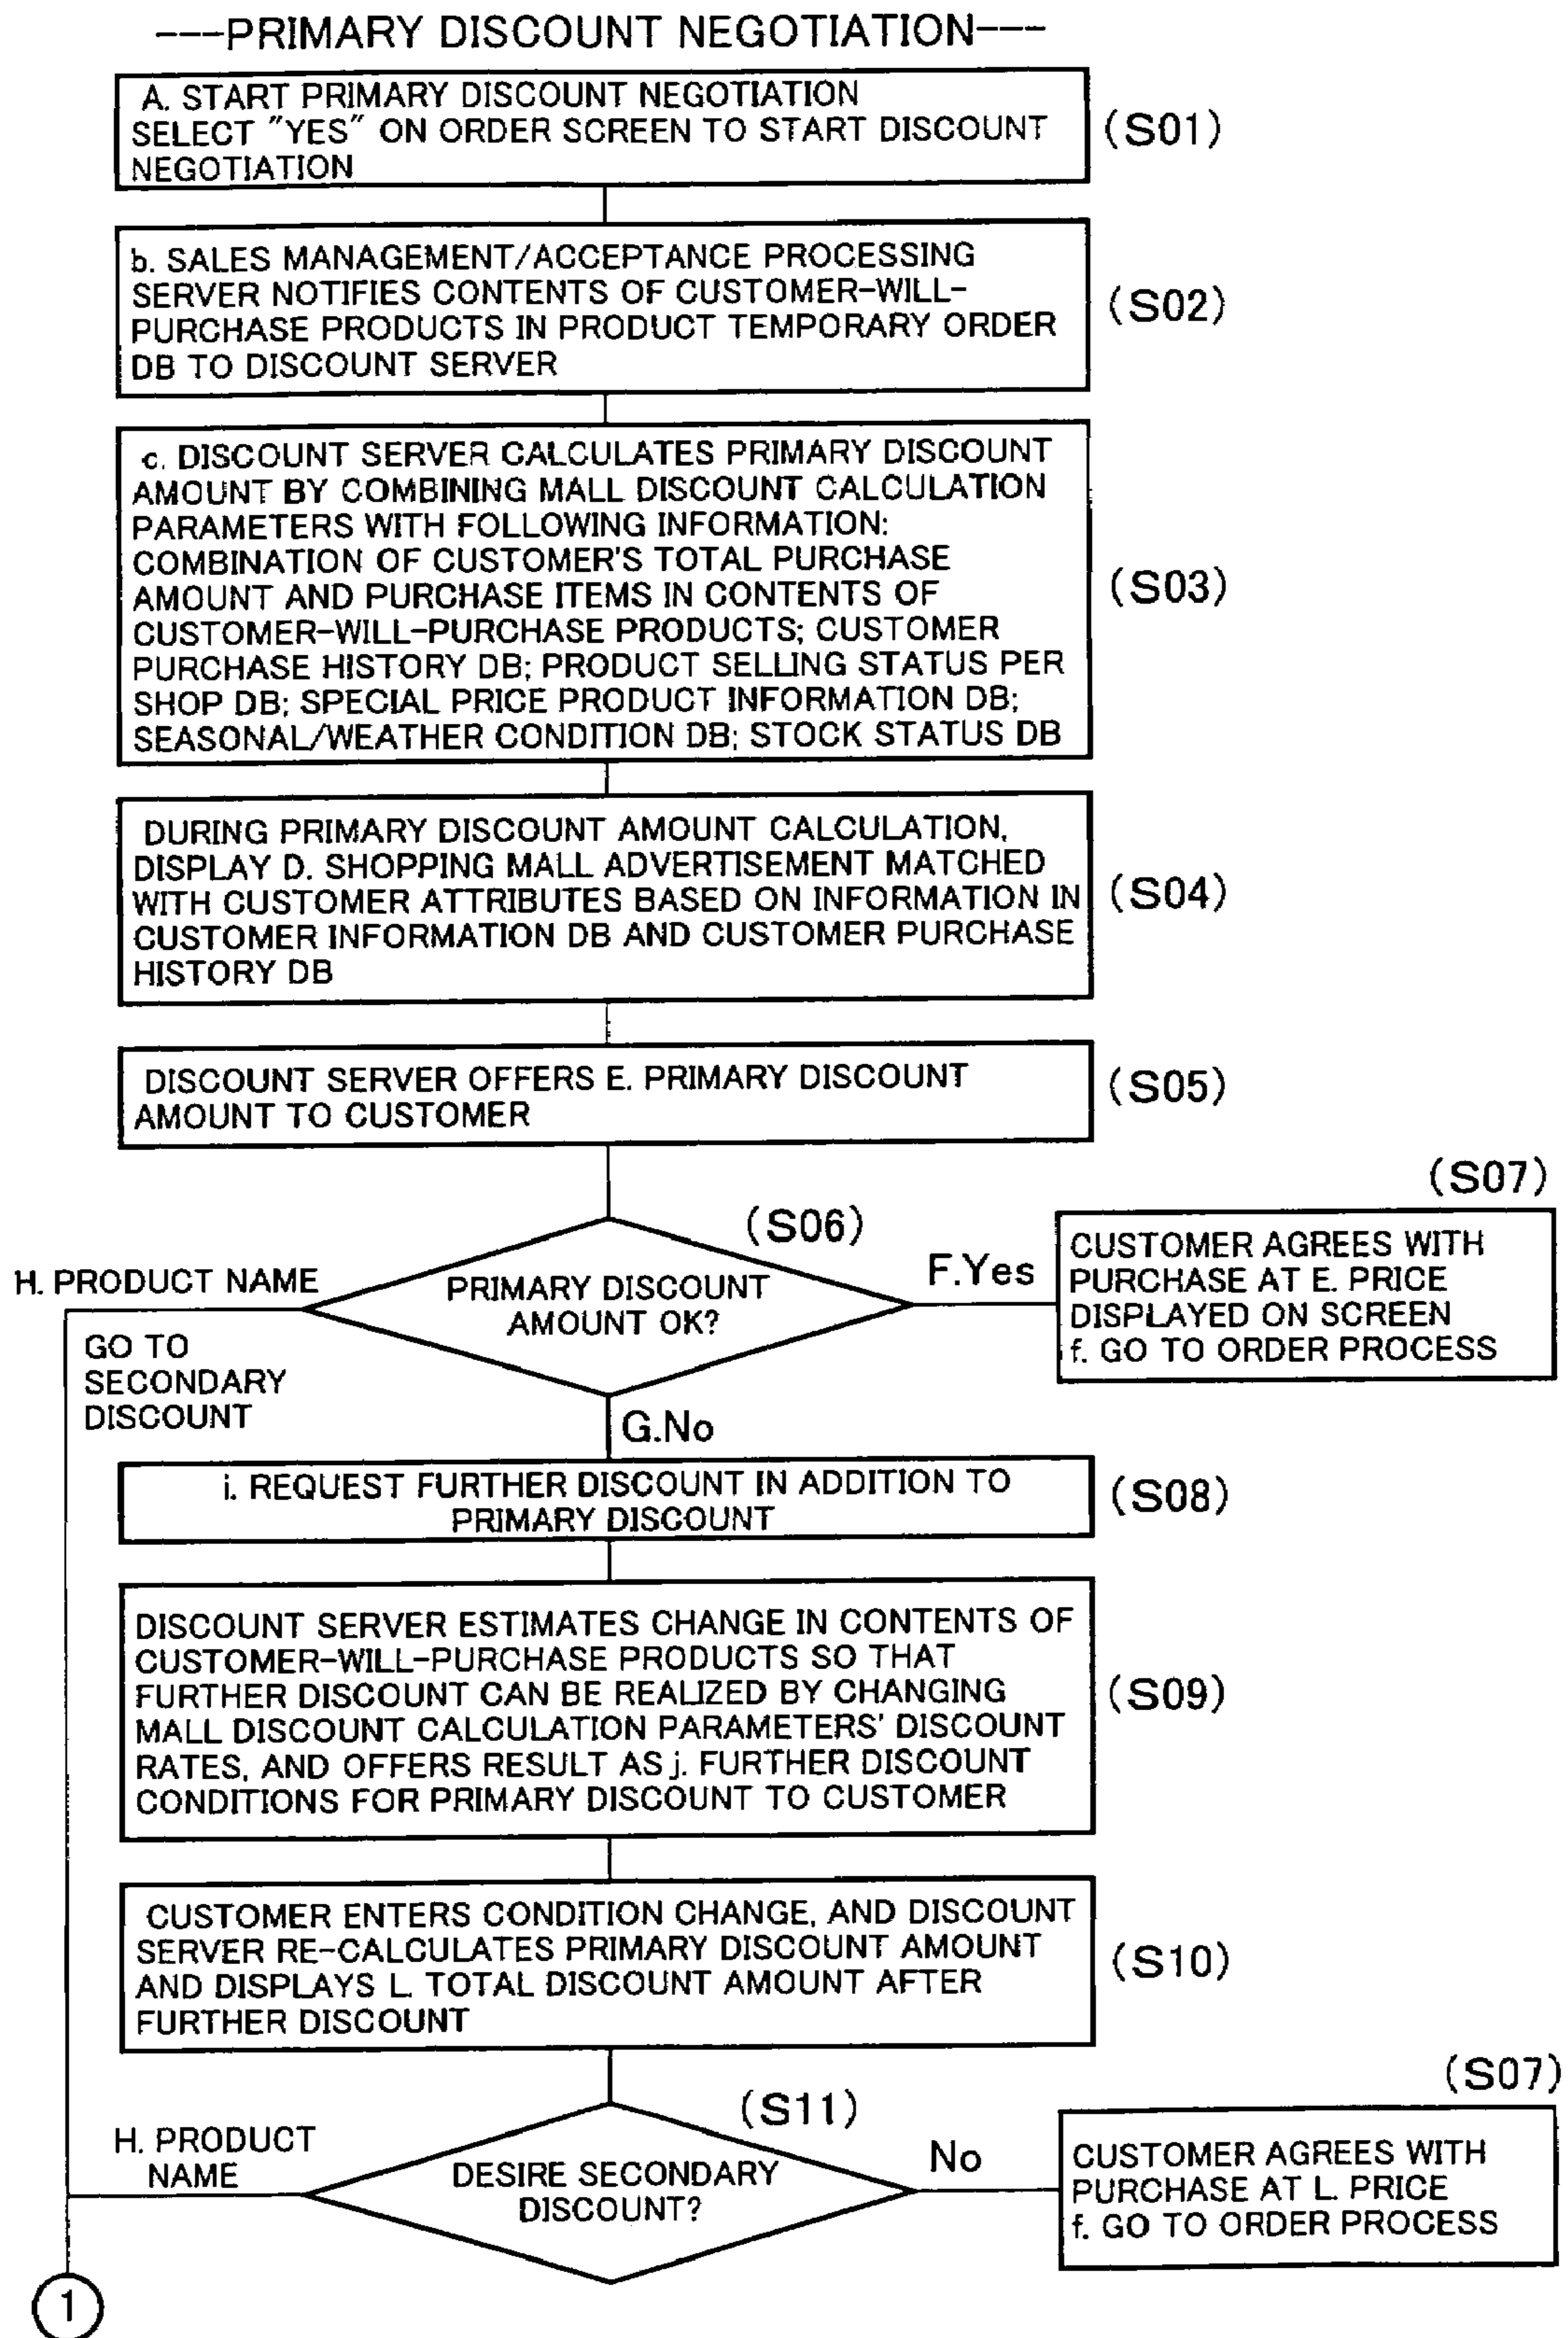 ---PRIMARY DISCOUNT NEGOTIATION---
A. START PRIMARY DISCOUNT NEGOTIATION
SELECT "YES" ON ORDER SCREEN TO START DISCOUNT
NEGOTIATION
(S01)
b. SALES MANAGEMENT/ACCEPTANCE PROCESSING
SERVER NOTIFIES CONTENTS OF CUSTOMER-WILL-
PURCHASE PRODUCTS IN PRODUCT TEMPORARY ORDER
DB TO DISCOUNT SERVER
(S02)
c. DISCOUNT SERVER CALCULATES PRIMARY DISCOUNT
AMOUNT BY COMBINING MALL DISCOUNT CALCULATION
PARAMETERS WITH FOLLOWING INFORMATION:
COMBINATION OF CUSTOMER'S TOTAL PURCHASE
AMOUNT AND PURCHASE ITEMS IN CONTENTS OF
CUSTOMER-WILL-PURCHASE PRODUCTS; CUSTOMER
PURCHASE HISTORY DB; PRODUCT SELLING STATUS PER
SHOP DB; SPECIAL PRICE PRODUCT INFORMATION DB;
SEASONAL/WEATHER CONDITION DB; STOCK STATUS DB
(S03)
DURING PRIMARY DISCOUNT AMOUNT CALCULATION,
DISPLAY D. SHOPPING MALL ADVERTISEMENT MATCHED
WITH CUSTOMER ATTRIBUTES BASED ON INFORMATION IN
CUSTOMER INFORMATION DB AND CUSTOMER PURCHASE
HISTORY DB
(S04)
DISCOUNT SERVER OFFERS E. PRIMARY DISCOUNT
AMOUNT TO CUSTOMER
(S05)
(S06)
PRIMARY DISCOUNT
AMOUNT OK?
F.Yes
(S07)
CUSTOMER AGREES WITH
PURCHASE AT E. PRICE
DISPLAYED ON SCREEN
f. GO TO ORDER PROCESS
H. PRODUCT NAME
GO TO
SECONDARY
DISCOUNT
G.No
i. REQUEST FURTHER DISCOUNT IN ADDITION TO
PRIMARY DISCOUNT
(S08)
DISCOUNT SERVER ESTIMATES CHANGE IN CONTENTS OF
CUSTOMER-WILL-PURCHASE PRODUCTS SO THAT
FURTHER DISCOUNT CAN BE REALIZED BY CHANGING
MALL DISCOUNT CALCULATION PARAMETERS' DISCOUNT
RATES, AND OFFERS RESULT AS j. FURTHER DISCOUNT
CONDITIONS FOR PRIMARY DISCOUNT TO CUSTOMER
(S09)
CUSTOMER ENTERS CONDITION CHANGE, AND DISCOUNT
SERVER RE-CALCULATES PRIMARY DISCOUNT AMOUNT
AND DISPLAYS L. TOTAL DISCOUNT AMOUNT AFTER
FURTHER DISCOUNT
(S10)
(S11)
DESIRE SECONDARY
DISCOUNT?
H. PRODUCT
NAME
No
(S07)
CUSTOMER AGREES WITH
PURCHASE AT L. PRICE
f. GO TO ORDER PROCESS
1